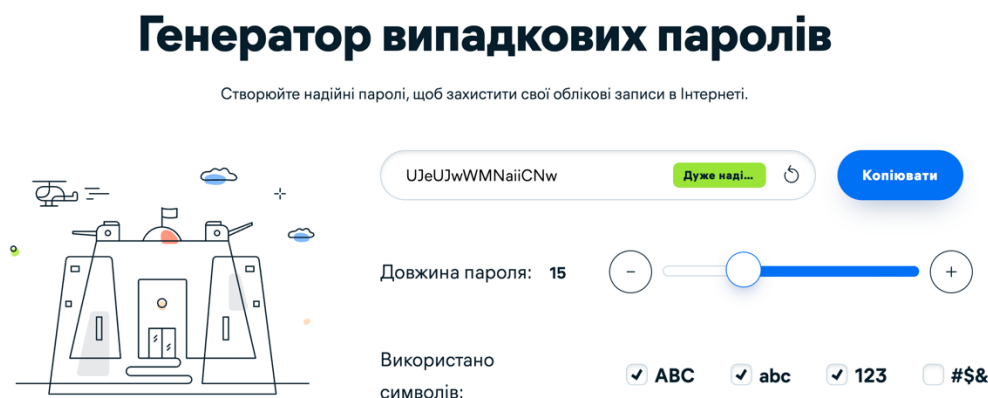 Генератор випадкових паролів
Створюйте надійні паролі, щоб захистити свої облікові записи в Інтернеті.
UJeUJwWMNaiiCNw
Дуже наді...
Копіювати
Довжина пароля: 15
- +
Використано
символів:
ABC abc 123 #$&